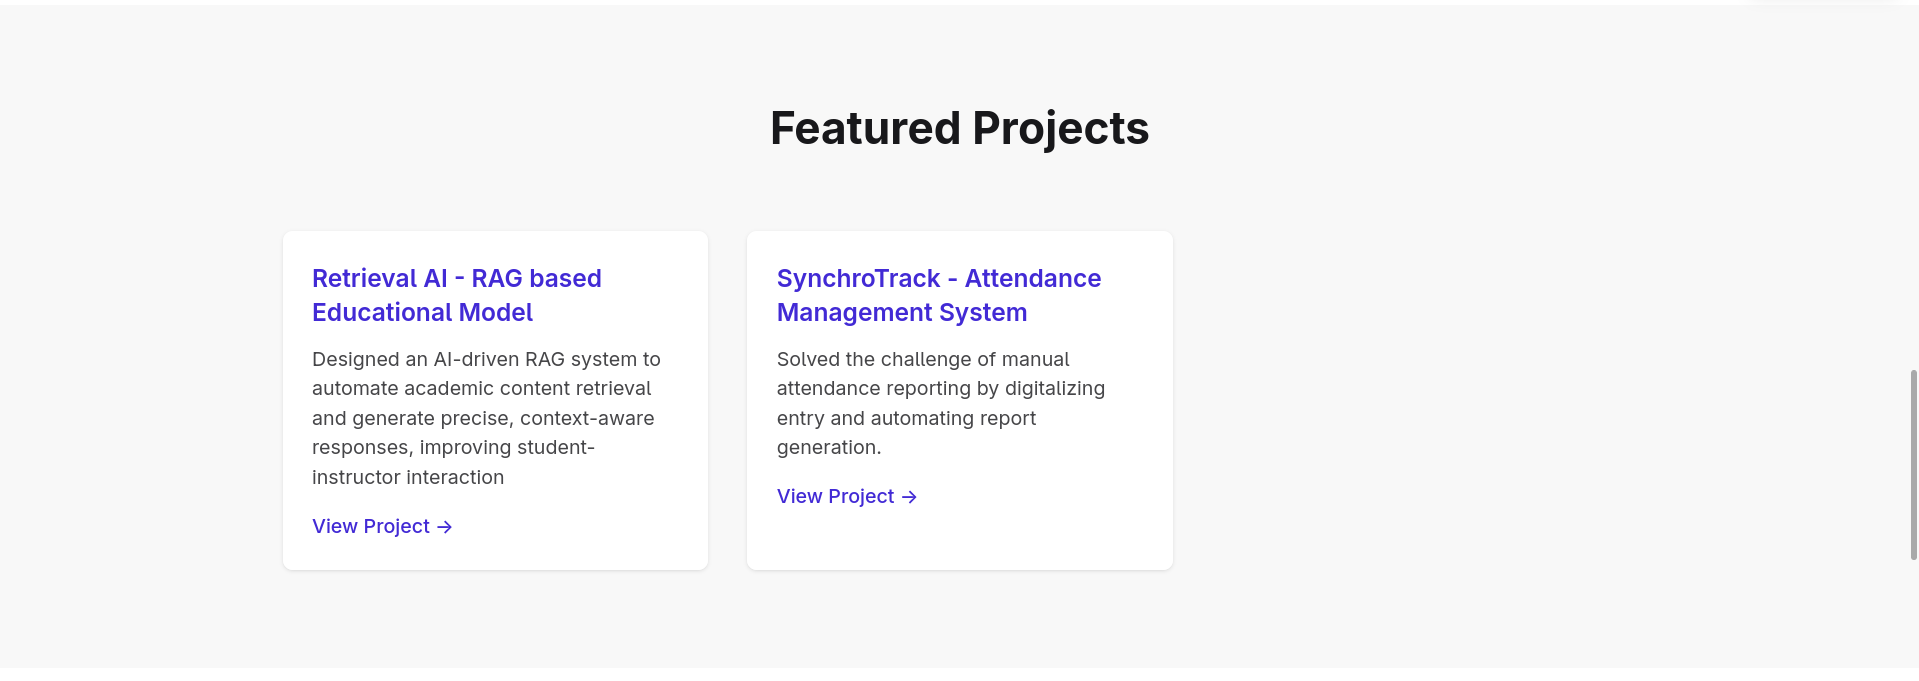 Featured Projects
Retrieval AI - RAG based
Educational Model
Designed an AI-driven RAG system to
automate academic content retrieval
and generate precise, context-aware
responses, improving student-
instructor interaction
View Project →
SynchroTrack - Attendance
Management System
Solved the challenge of manual
attendance reporting by digitalizing
entry and automating report
generation.
View Project →